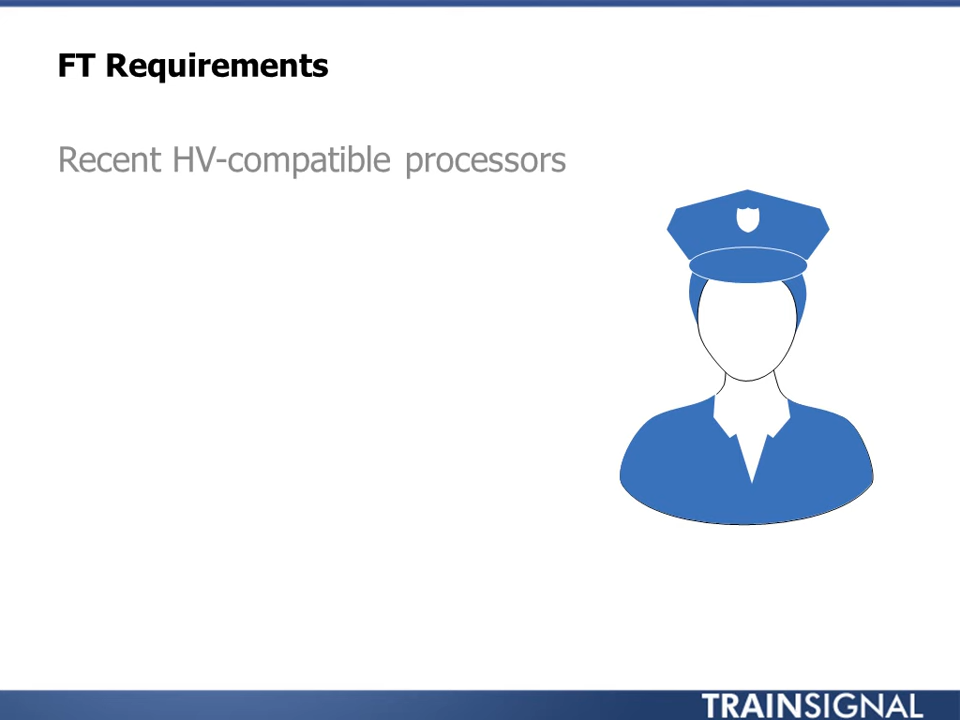 FT Requirements
Recent HV-compatible processors
TRAINSIGNAL